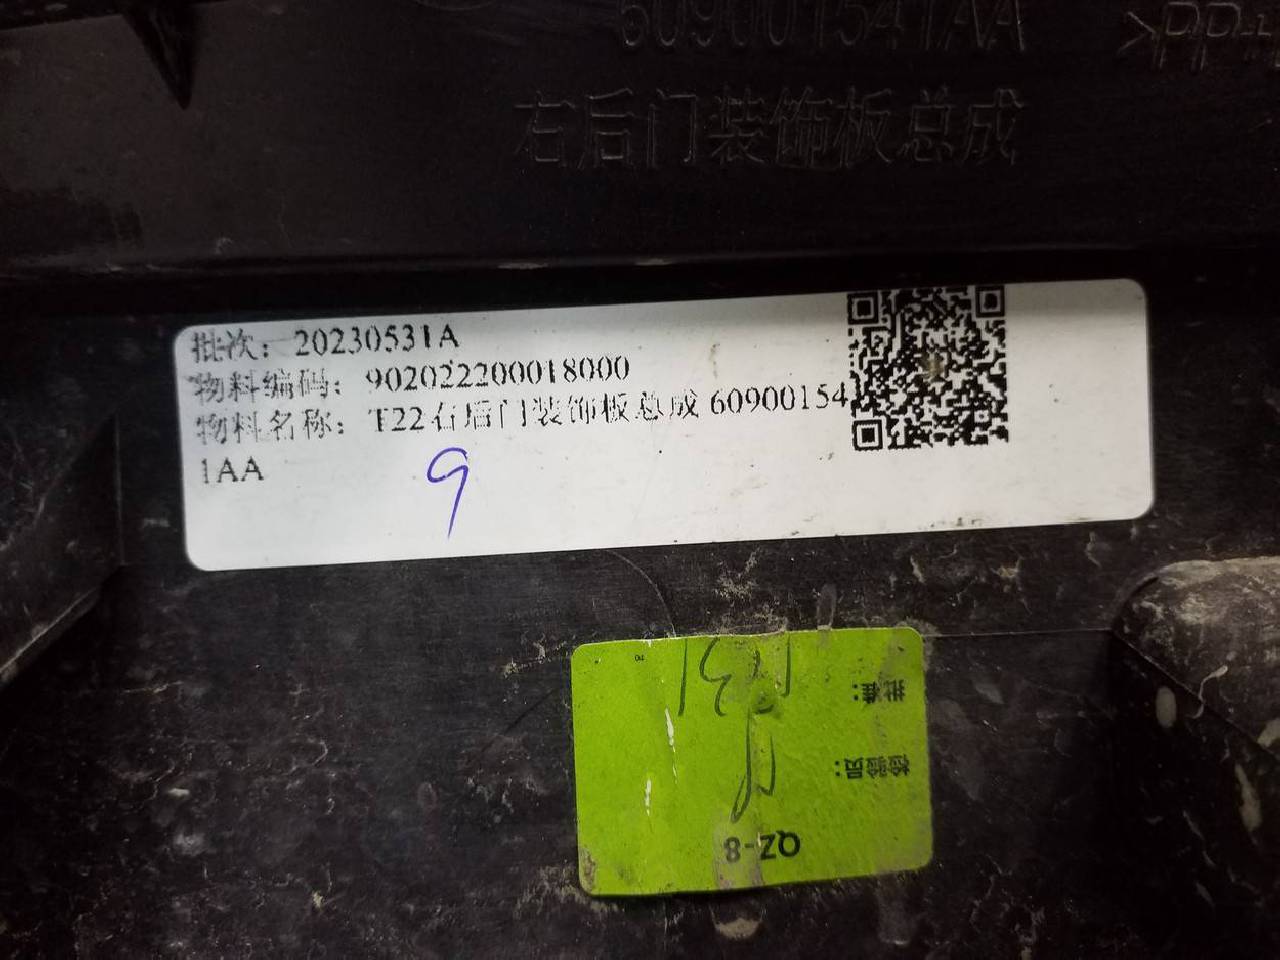 609001541AA
>PP+
右后门装饰板总成
批次：20230531A
物料编码：902022200018000
物料名称：T22右后门装饰板总成 60900154
1AA
9
QZ-8
检验员：
批准：